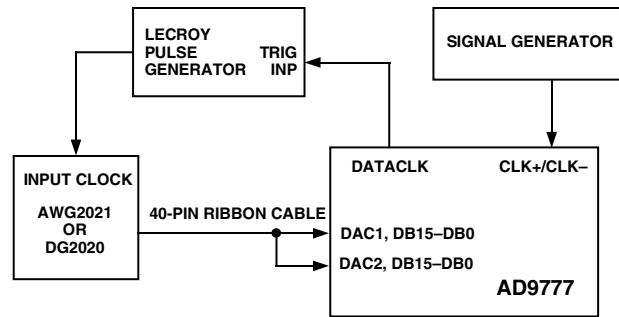 LECROY
PULSE
GENERATOR
TRIG
INP
SIGNAL GENERATOR
INPUT CLOCK
AWG2021
OR
DG2020
40-PIN RIBBON CABLE
DATACLK
CLK+/CLK–
DAC1, DB15–DB0
DAC2, DB15–DB0
AD9777